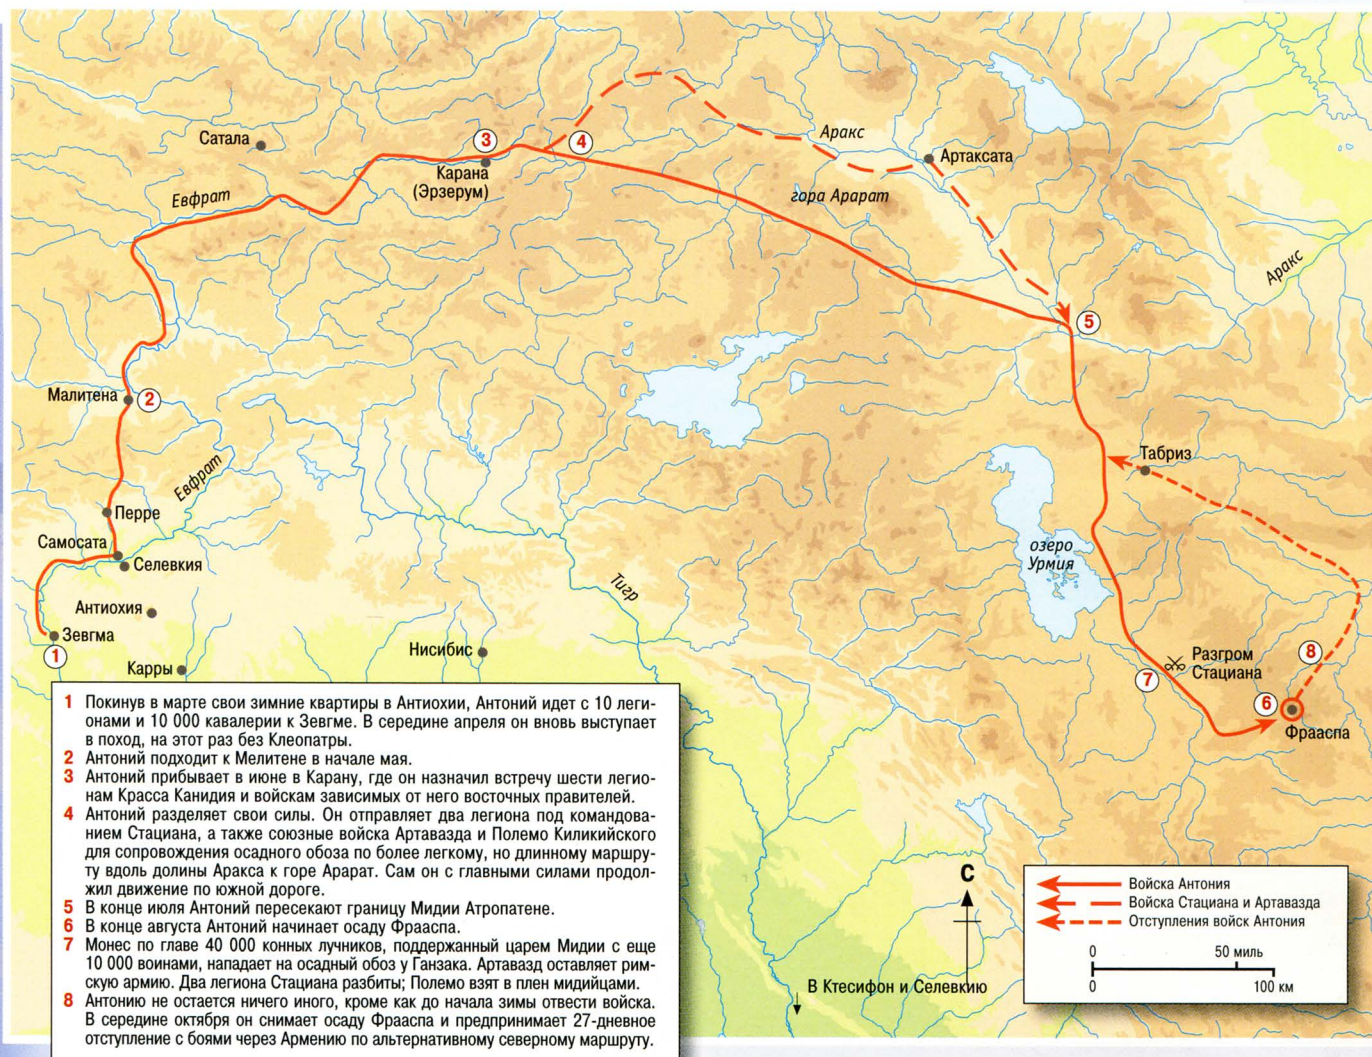 Сатала
3
Карана
(Эрзерум)
4
Аракс
Артаксата
Евфрат
гора Арарат
Аракс
5
Малитена
2
Евфрат
Табриз
Перре
Самосата
Селевкия
озеро
Урмия
Тигр
Антиохия
Зевгма
1
Нисибис
Карры
Разгром
Стациана
8
7
6
Фрааспа
1 Покинув в марте свои зимние квартиры в Антиохии, Антоний идет с 10 леги-
онами и 10 000 кавалерии к Зевгме. В середине апреля он вновь выступает
в поход, на этот раз без Клеопатры.
2 Антоний подходит к Мелитене в начале мая.
3 Антоний прибывает в июне в Карану, где он назначил встречу шести легио-
нам Красса Канидия и войскам зависимых от него восточных правителей.
4 Антоний разделяет свои силы. Он отправляет два легиона под командова-
нием Стациана, а также союзные войска Артавазда и Полемо Киликийского
для сопровождения осадного обоза по более легкому, но длинному маршру-
ту вдоль долины Аракса к горе Арарат. Сам он с главными силами продол-
жил движение по южной дороге.
5 В конце июля Антоний пересекают границу Мидии Атропатене.
6 В конце августа Антоний начинает осаду Фрааспа.
7 Монес по главе 40 000 конных лучников, поддержанный царем Мидии с еще
10 000 воинами, нападает на осадный обоз у Ганзака. Артавазд оставляет рим-
скую армию. Два легиона Стациана разбиты; Полемо взят в плен мидийцами.
8 Антонию не остается ничего иного, кроме как до начала зимы отвести войска.
В середине октября он снимает осаду Фрааспа и предпринимает 27-дневное
отступление с боями через Армению по альтернативному северному маршруту.
С
В Ктесифон и Селевкию
Войска Антония
Войска Стациана и Артавазда
Отступления войск Антония
0 50 миль
0 100 км